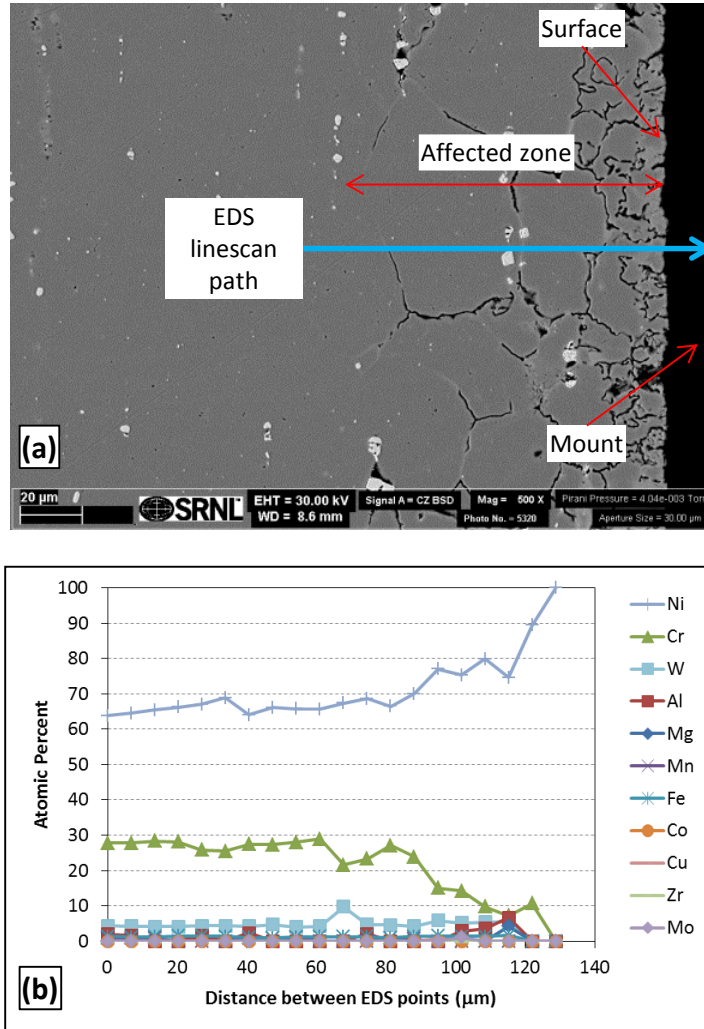 Surface
Affected zone
EDS
linescan
path
(a)
Mount
20 µm
SRNL
EHT = 30.00 kV
WD = 8.6 mm
Signal A = CZ BSD
Photo No. = 5320
Mag = 500 X
Pirani Pressure = 4.04e-003 Torr
Aperture Size = 30.00 µm
100
90
80
70
60
50
40
30
20
10
0
Atomic Percent
0 20 40 60 80 100 120 140
Distance between EDS points (µm)
(b)
Ni
Cr
W
Al
Mg
Mn
Fe
Co
Cu
Zr
Mo